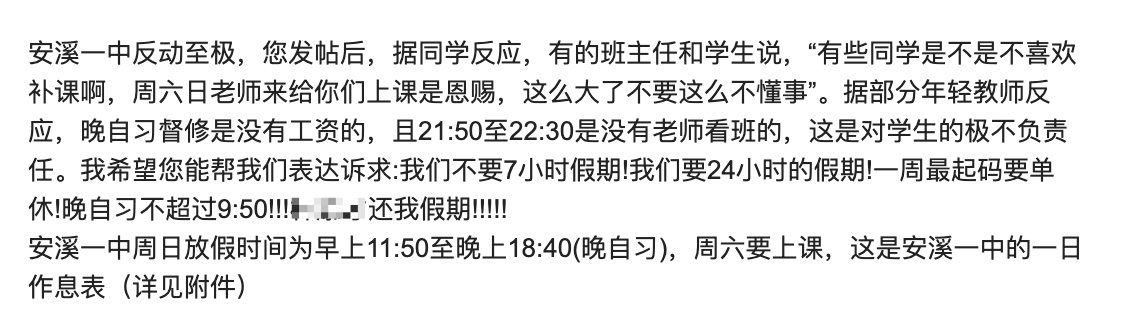 安溪一中反动至极，您发帖后，据同学反应，有的班主任和学生说，“有些同学是不是不喜欢
补课啊，周六日老师来给你们上课是恩赐，这么大了不要这么不懂事”。据部分年轻教师反
应，晚自习督修是没有工资的，且21:50至22:30是没有老师看班的，这是对学生的极不负责
任。我希望您能帮我们表达诉求:我们不要7小时假期!我们要24小时的假期!一周最起码要单
休!晚自习不超过9:50!!!还我假期!!!!!
安溪一中周日放假时间为早上11:50至晚上18:40(晚自习)，周六要上课，这是安溪一中的一日
作息表（详见附件）